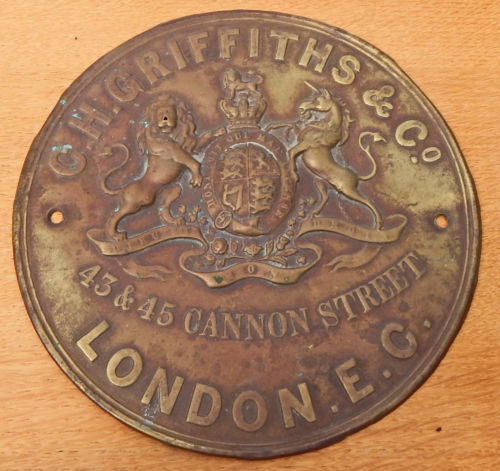 C.H. GRIFFITHS & Co.
43 & 45 CANNON STREET
LONDON. E. C.